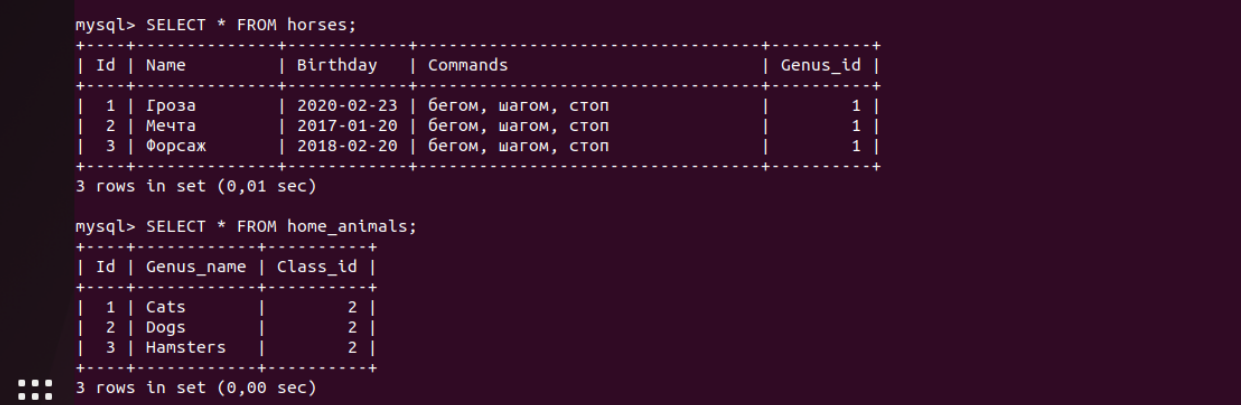 mysql> SELECT * FROM horses;
+----+--------------+------------+----------------------------------+----------+
| Id | Name         | Birthday   | Commands                         | Genus_id |
+----+--------------+------------+----------------------------------+----------+
|  1 | Гроза        | 2020-02-23 | бегом, шагом, стоп               |        1 |
|  2 | Мечта        | 2017-01-20 | бегом, шагом, стоп               |        1 |
|  3 | Форсаж       | 2018-02-20 | бегом, шагом, стоп               |        1 |
+----+--------------+------------+----------------------------------+----------+
3 rows in set (0,01 sec)
mysql> SELECT * FROM home_animals;
+----+------------+----------+
| Id | Genus_name | Class_id |
+----+------------+----------+
|  1 | Cats       |        2 |
|  2 | Dogs       |        2 |
|  3 | Hamsters   |        2 |
+----+------------+----------+
3 rows in set (0,00 sec)